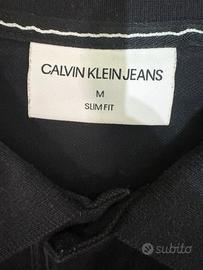 CALVIN KLEIN JEANS
M
SLIM FIT
subito